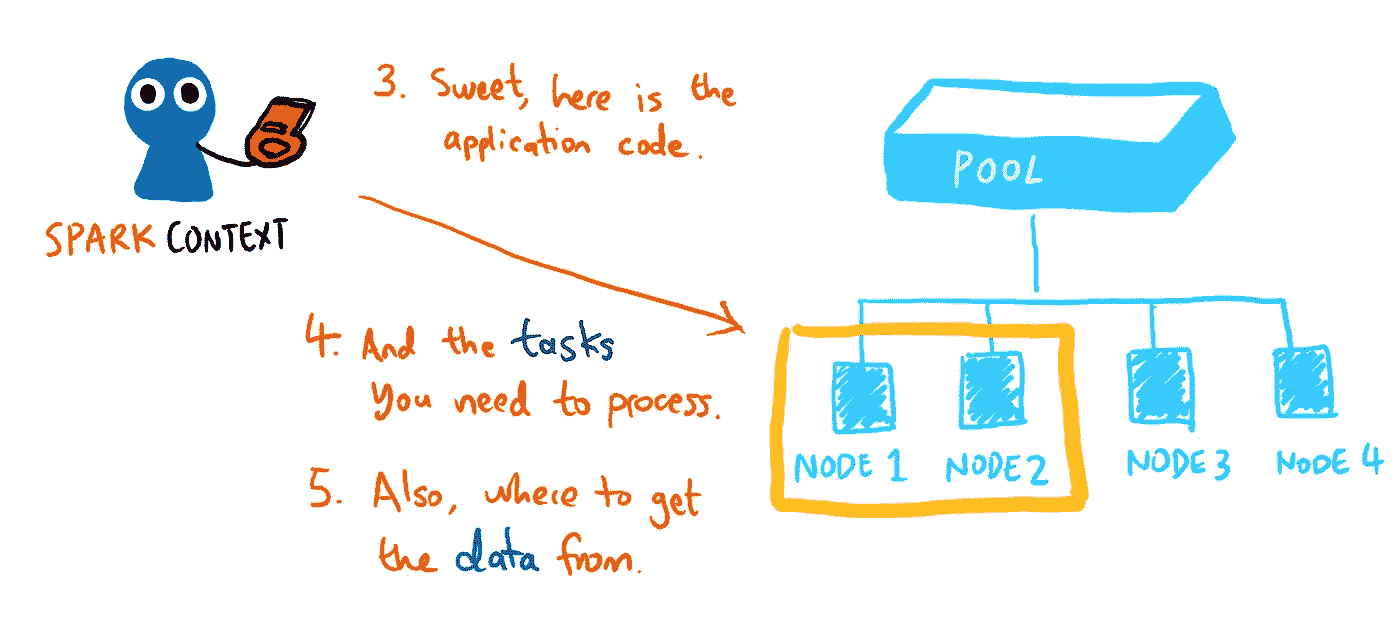 3. Sweet, here is the
application code.
SPARK CONTEXT
4. And the tasks
You need to process.
5. Also, where to get
the data from.
POOL
NODE 1
NODE 2
NODE 3
NODE 4